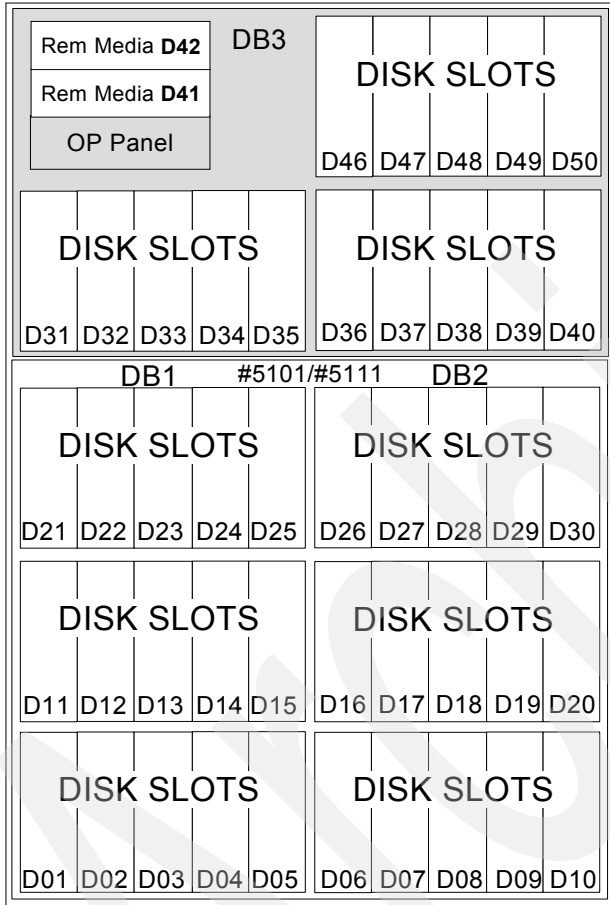 Rem Media D42
DB3
Rem Media D41
OP Panel
DISK SLOTS
D46 D47 D48 D49 D50
DISK SLOTS
D31 D32 D33 D34 D35
DISK SLOTS
D36 D37 D38 D39 D40
DB1 #5101/#5111 DB2
DISK SLOTS
D21 D22 D23 D24 D25
DISK SLOTS
D26 D27 D28 D29 D30
DISK SLOTS
D11 D12 D13 D14 D15
DISK SLOTS
D16 D17 D18 D19 D20
DISK SLOTS
D01 D02 D03 D04 D05
DISK SLOTS
D06 D07 D08 D09 D10